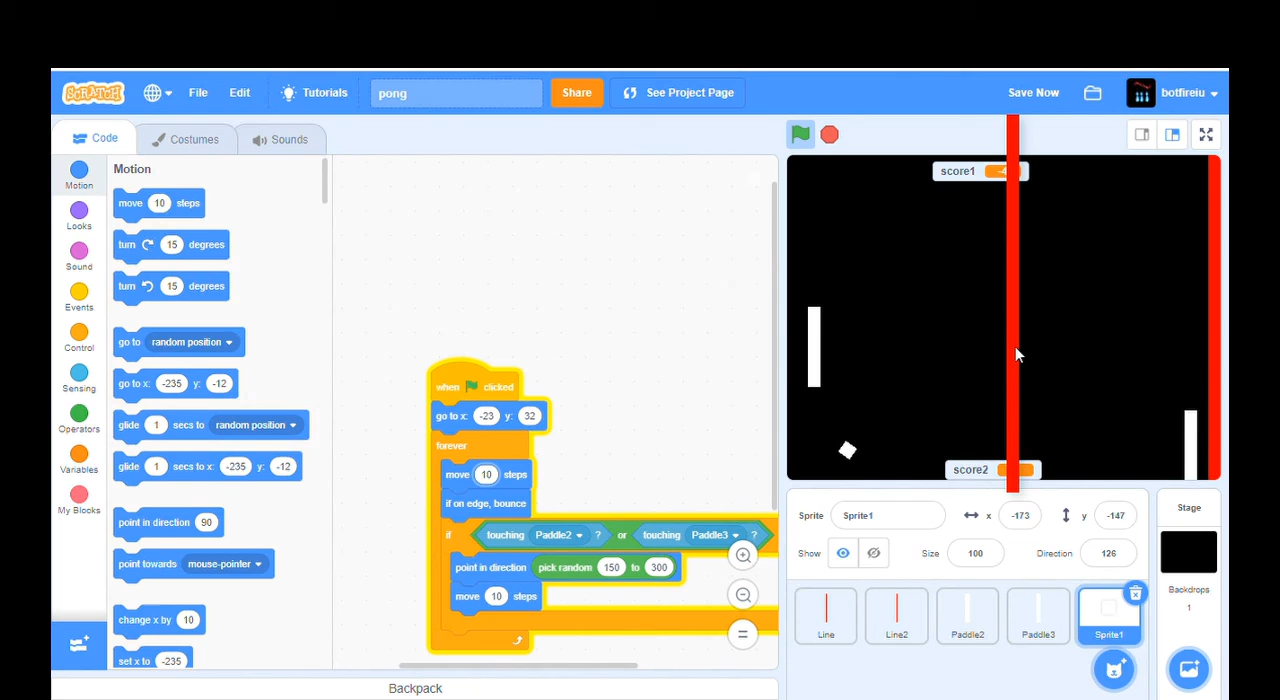 SCRATCH File Edit Tutorials pong Share See Project Page Save Now botfireiu
Code Costumes Sounds
Motion
Looks
Sound
Events
Control
Sensing
Operators
Variables
My Blocks
Motion
move 10 steps
turn 15 degrees
turn 15 degrees
go to random position
go to x: -235 y: -12
glide 1 secs to random position
glide 1 secs to x: -235 y: -12
point in direction 90
point towards mouse-pointer
change x by 10
set x to -235
when clicked
go to x: -23 y: 32
forever
move 10 steps
if on edge, bounce
if touching Paddle2 ? or touching Paddle3 ?
point in direction pick random 150 to 300
move 10 steps
Backpack
score1
score2
Sprite Sprite1 x -173 y -147
Show Size 100 Direction 126
Line Line2 Paddle2 Paddle3 Sprite1
Stage
Backdrops
1